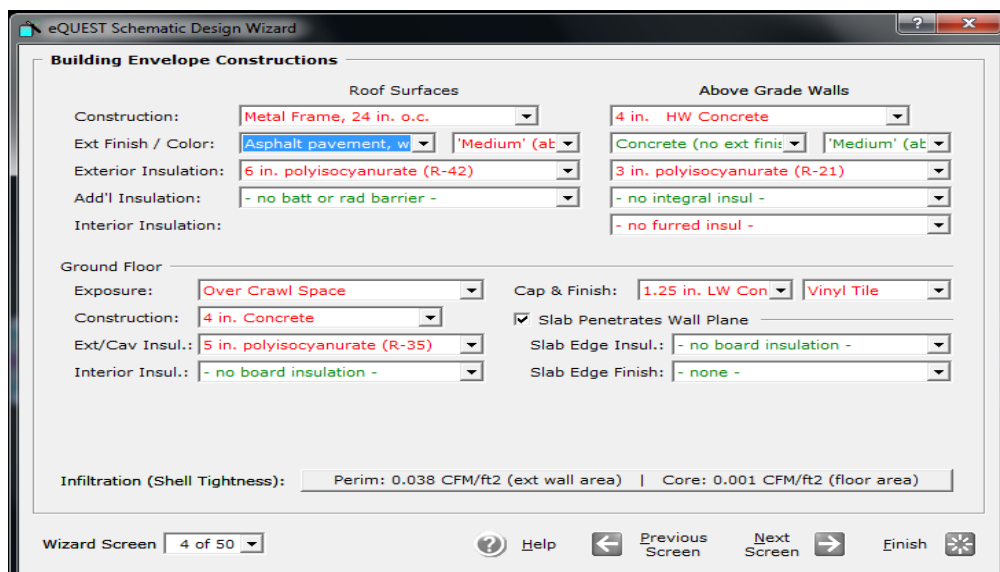 eQUEST Schematic Design Wizard
Building Envelope Constructions
Roof Surfaces Above Grade Walls
Construction: Metal Frame, 24 in. o.c. 4 in. HW Concrete
Ext Finish / Color: Asphalt pavement, w 'Medium' (ab Concrete (no ext finis 'Medium' (ab
Exterior Insulation: 6 in. polyisocyanurate (R-42) 3 in. polyisocyanurate (R-21)
Add'l Insulation: - no batt or rad barrier - - no integral insul -
Interior Insulation: - no furred insul -
Ground Floor
Exposure: Over Crawl Space Cap & Finish: 1.25 in. LW Con Vinyl Tile
Construction: 4 in. Concrete Slab Penetrates Wall Plane
Ext/Cav Insul.: 5 in. polyisocyanurate (R-35) Slab Edge Insul.: - no board insulation -
Interior Insul.: - no board insulation - Slab Edge Finish: - none -
Infiltration (Shell Tightness): Perim: 0.038 CFM/ft2 (ext wall area) | Core: 0.001 CFM/ft2 (floor area)
Wizard Screen 4 of 50 Help Previous Screen Next Screen Finish